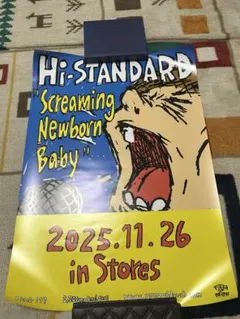 Hi-STANDARD
"Screaming
Newborn
Baby"
2025.11.26
in Stores